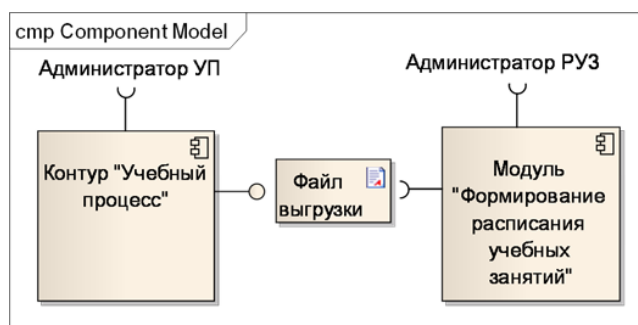 cmp Component Model
Администратор УП
Администратор РУЗ
Контур "Учебный
процесс"
Файл
выгрузки
Модуль
"Формирование
расписания
учебных
занятий"